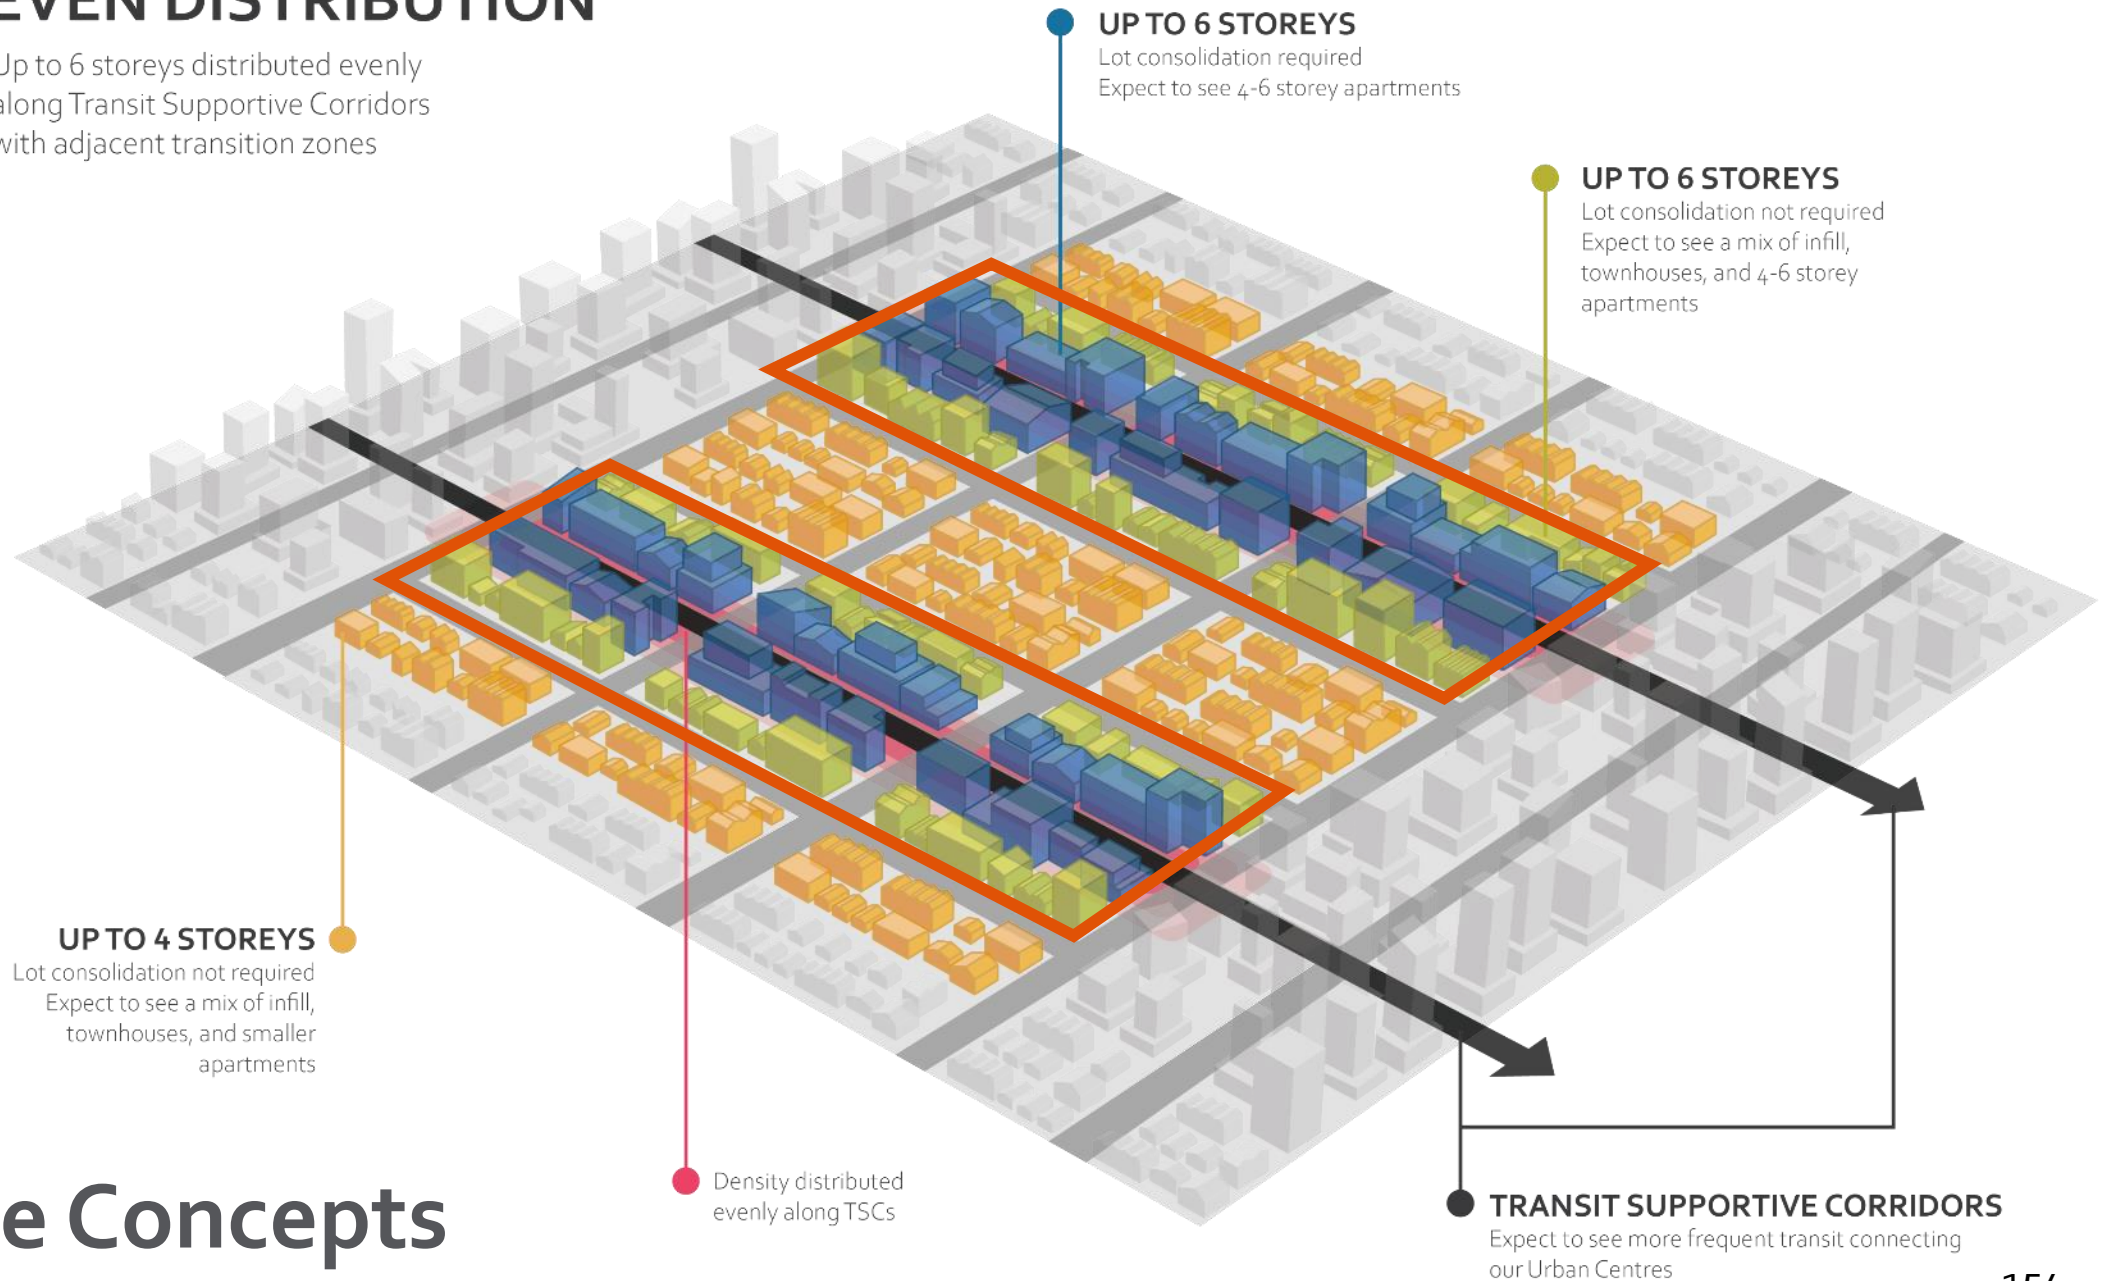 EVEN DISTRIBUTION
Up to 6 storeys distributed evenly
along Transit Supportive Corridors
with adjacent transition zones
UP TO 6 STOREYS
Lot consolidation required
Expect to see 4-6 storey apartments
UP TO 6 STOREYS
Lot consolidation not required
Expect to see a mix of infill,
townhouses, and 4-6 storey
apartments
UP TO 4 STOREYS
Lot consolidation not required
Expect to see a mix of infill,
townhouses, and smaller
apartments
Density distributed
evenly along TSCs
TRANSIT SUPPORTIVE CORRIDORS
Expect to see more frequent transit connecting
our Urban Centres
e Concepts